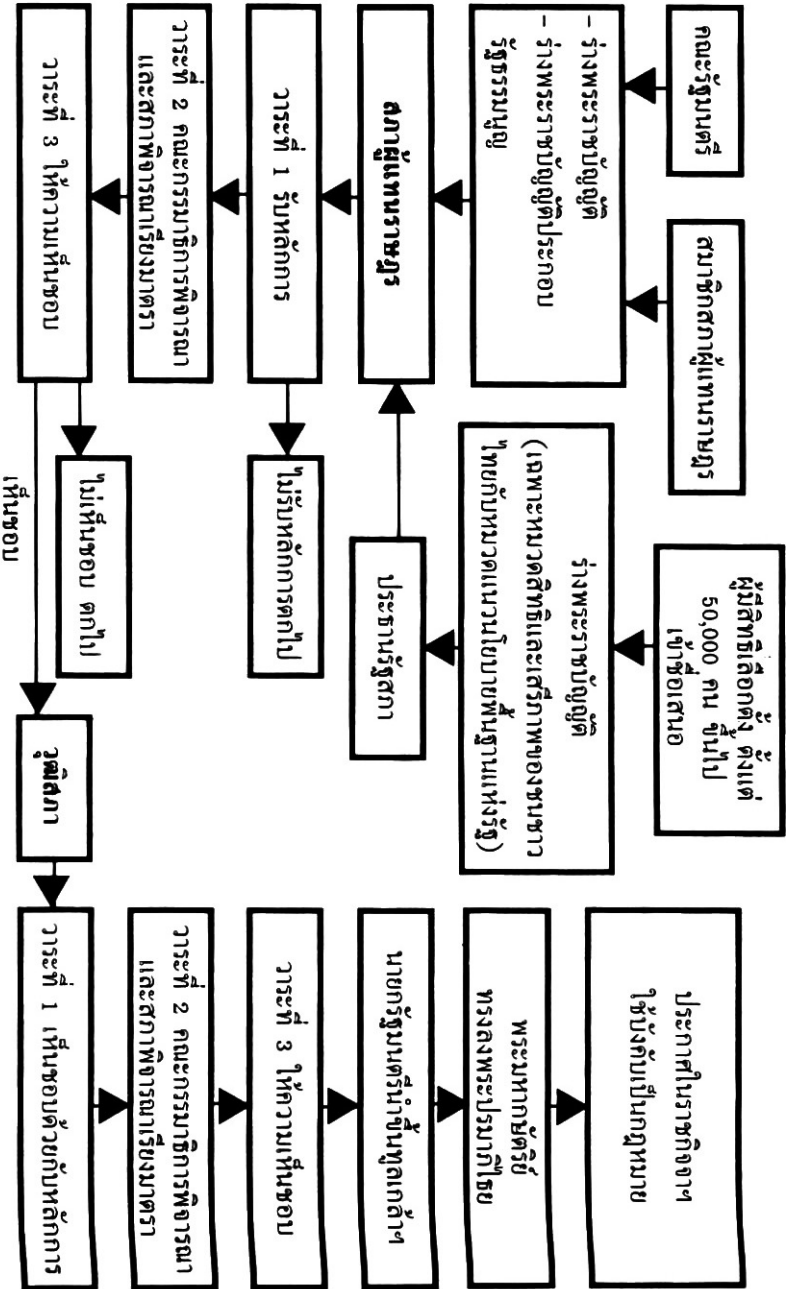 คณะรัฐมนตรี
สมาชิกสภาผู้แทนราษฎร
ผู้มีสิทธิเลือกตั้ง ตั้งแต่
50,000 คน ขึ้นไป
เข้าชื่อเสนอ
- ร่างพระราชบัญญัติ
- ร่างพระราชบัญญัติประกอบ
รัฐธรรมนูญ
ร่างพระราชบัญญัติ
(เฉพาะหมวดสิทธิและเสรีภาพของชนชาว
ไทยกับหมวดแนวนโยบายพื้นฐานแห่งรัฐ)
สภาผู้แทนราษฎร
ประธานรัฐสภา
วาระที่ 1 รับหลักการ
ไม่รับหลักการตกไป
วาระที่ 2 คณะกรรมาธิการพิจารณา
และสภาพิจารณาเรียงมาตรา
วาระที่ 3 ให้ความเห็นชอบ
ไม่เห็นชอบ ตกไป
เห็นชอบ
วุฒิสภา
วาระที่ 1 เห็นชอบด้วยกับหลักการ
วาระที่ 2 คณะกรรมาธิการพิจารณา
และสภาพิจารณาเรียงมาตรา
วาระที่ 3 ให้ความเห็นชอบ
นายกรัฐมนตรีนำขึ้นทูลเกล้าฯ
พระมหากษัตริย์
ทรงลงพระปรมาภิไธย
ประกาศในราชกิจจาฯ
ใช้บังคับเป็นกฎหมาย